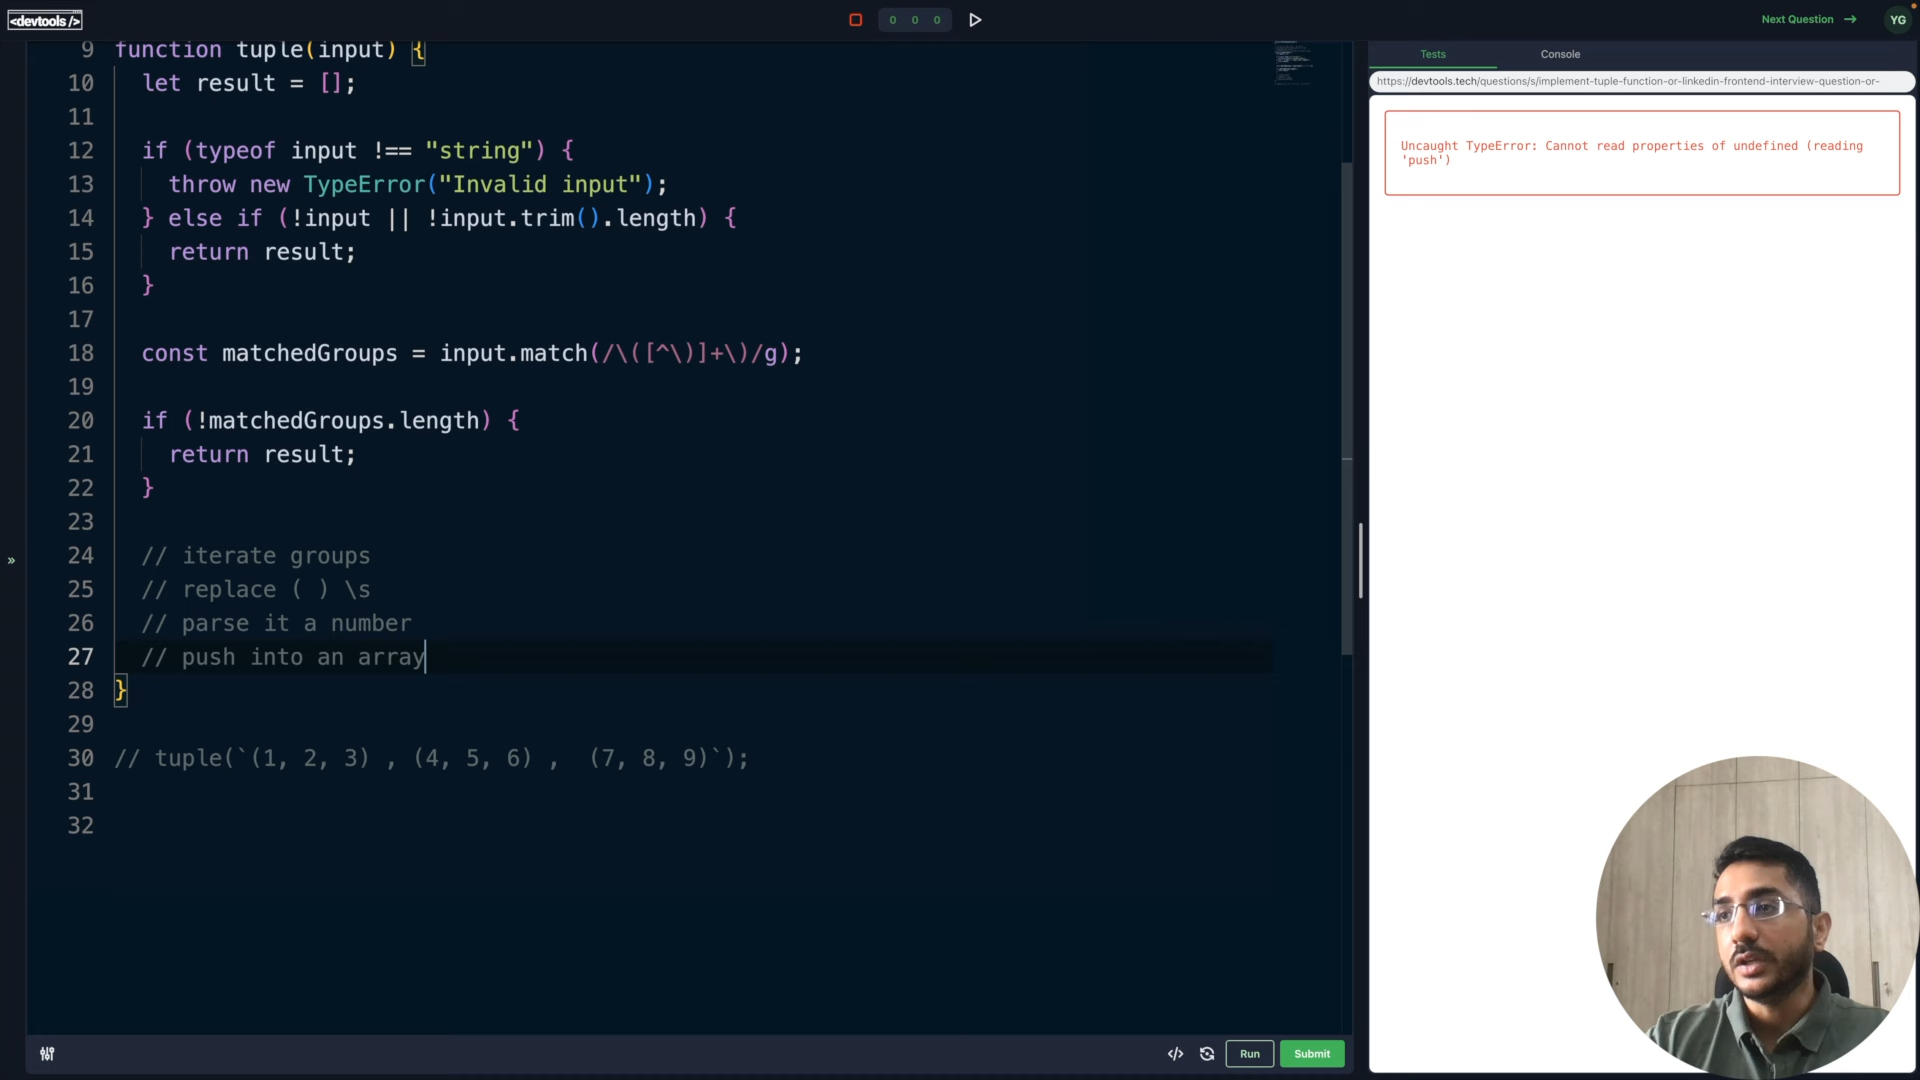 <devtools />
0 0 0
Next Question
YG
9 function tuple(input) {
10 let result = [];
11
12 if (typeof input !== "string") {
13 throw new TypeError("Invalid input");
14 } else if (!input || !input.trim().length) {
15 return result;
16 }
17
18 const matchedGroups = input.match(/\([^\)]+\)/g);
19
20 if (!matchedGroups.length) {
21 return result;
22 }
23
24 // iterate groups
25 // replace ( ) \s
26 // parse it a number
27 // push into an array
28 }
29
30 // tuple(`(1, 2, 3) , (4, 5, 6) ,  (7, 8, 9)`);
31
32
»
</>
Run
Submit
Tests
Console
https://devtools.tech/questions/s/implement-tuple-function-or-linkedin-frontend-interview-question-or-
Uncaught TypeError: Cannot read properties of undefined (reading
'push')